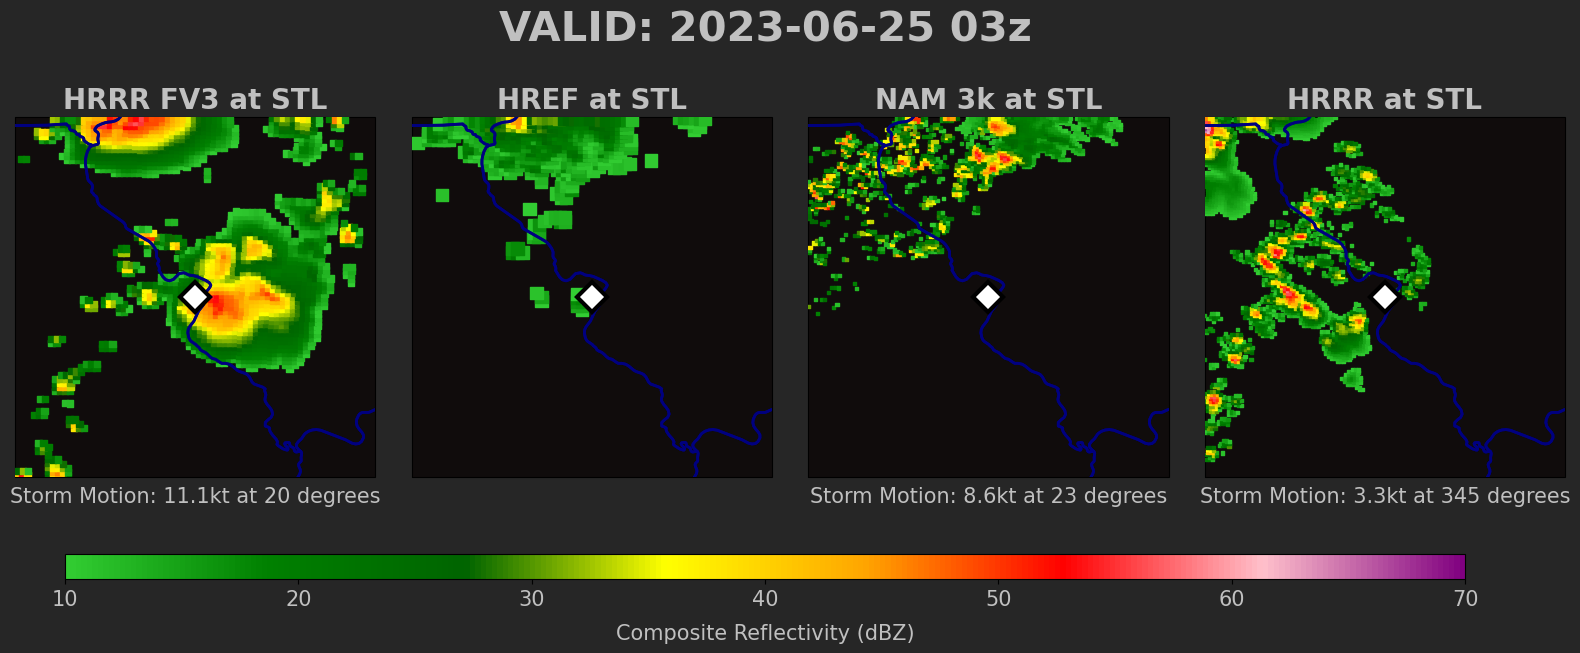 VALID: 2023-06-25 03z
HRRR FV3 at STL
HREF at STL
NAM 3k at STL
HRRR at STL
Storm Motion: 11.1kt at 20 degrees
Storm Motion: 8.6kt at 23 degrees
Storm Motion: 3.3kt at 345 degrees
10 20 30 40 50 60 70
Composite Reflectivity (dBZ)